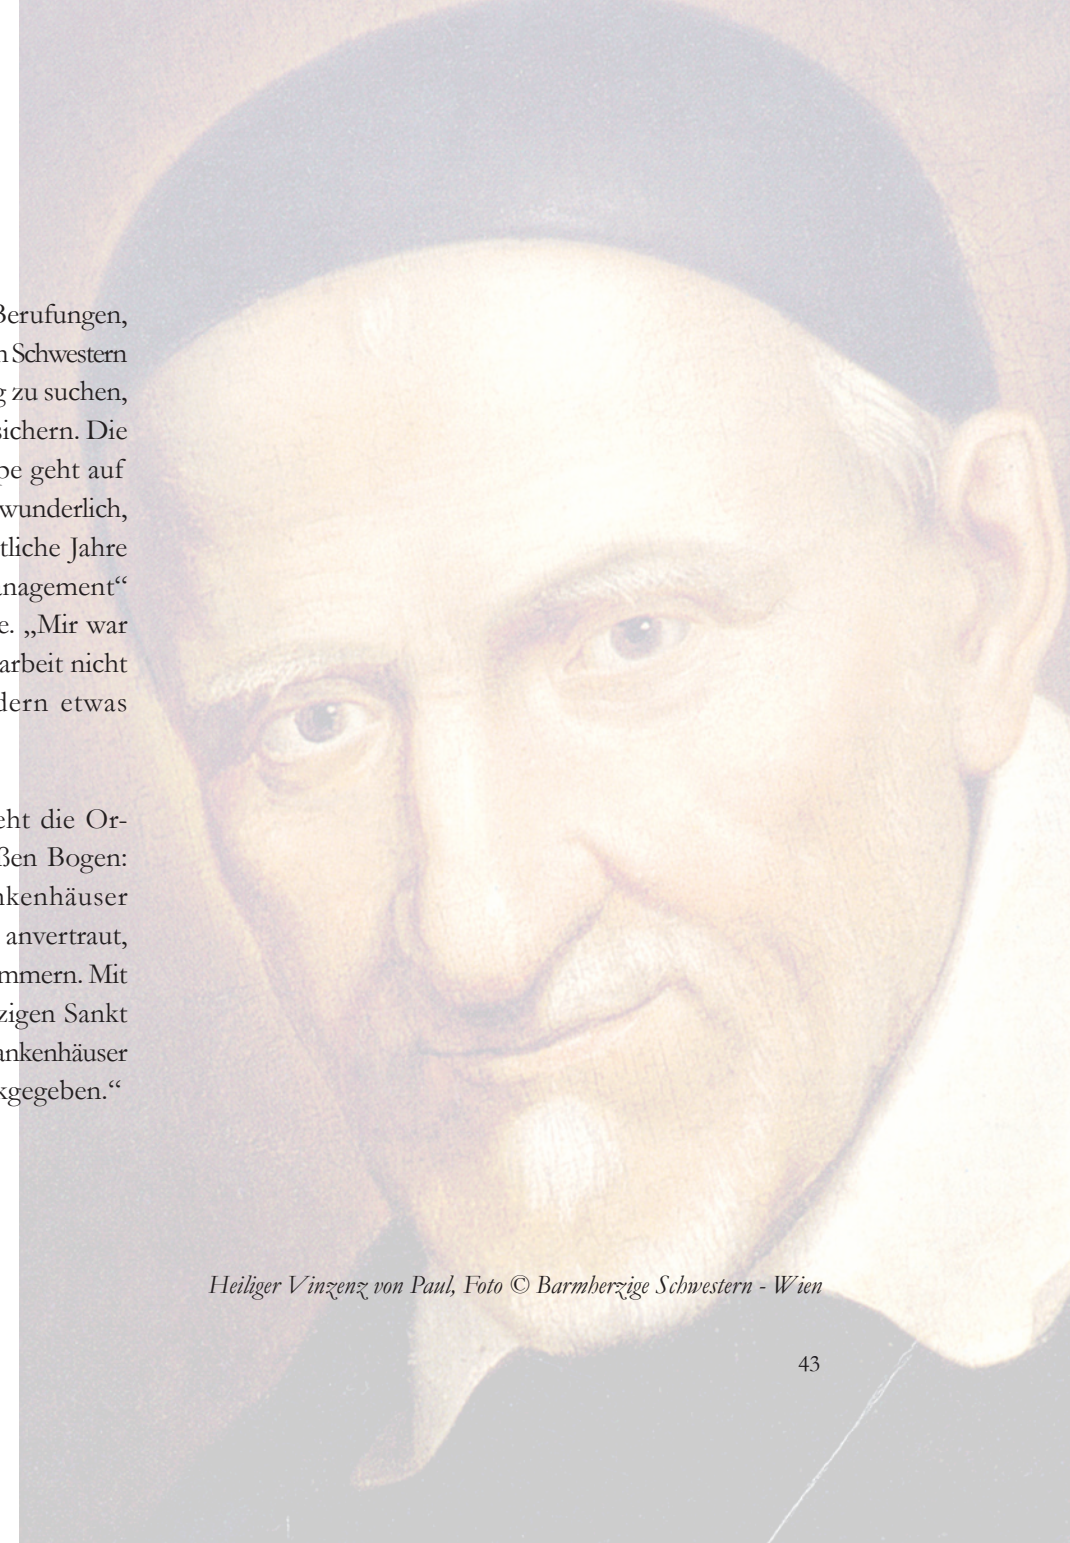 Berufungen,
n Schwestern
g zu suchen,
sichern. Die
pe geht auf
wunderlich,
tliche Jahre
nagement“
e. „Mir war
arbeit nicht
dern etwas
eht die Or-
ßen Bogen:
nkenhäuser
anvertraut,
mmern. Mit
zigen Sankt
ankenhäuser
kgegeben.“
Heiliger Vinzenz von Paul, Foto © Barmherzige Schwestern - Wien
43